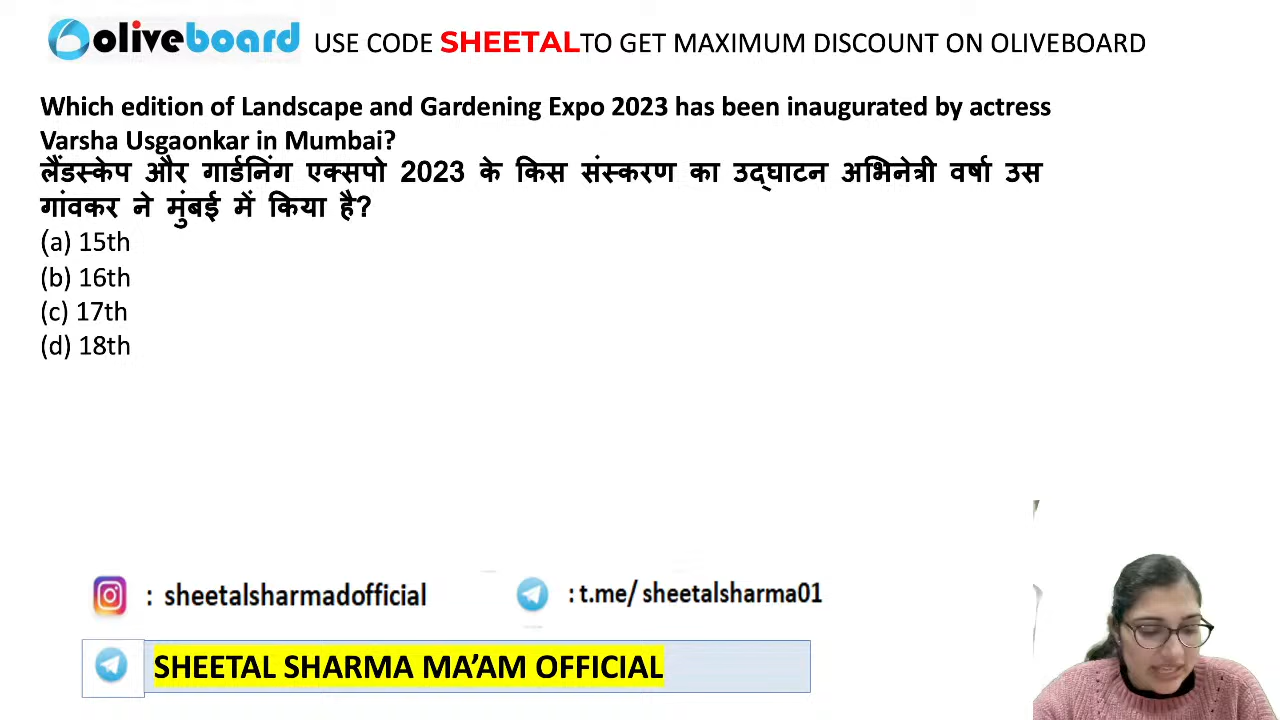 oliveboard USE CODE SHEETAL TO GET MAXIMUM DISCOUNT ON OLIVEBOARD
Which edition of Landscape and Gardening Expo 2023 has been inaugurated by actress
Varsha Usgaonkar in Mumbai?
लैंडस्केप और गार्डनिंग एक्सपो 2023 के किस संस्करण का उद्घाटन अभिनेत्री वर्षा उस
गांवकर ने मुंबई में किया है?
(a) 15th
(b) 16th
(c) 17th
(d) 18th
: sheetalsharmadofficial : t.me/ sheetalsharma01
SHEETAL SHARMA MA’AM OFFICIAL